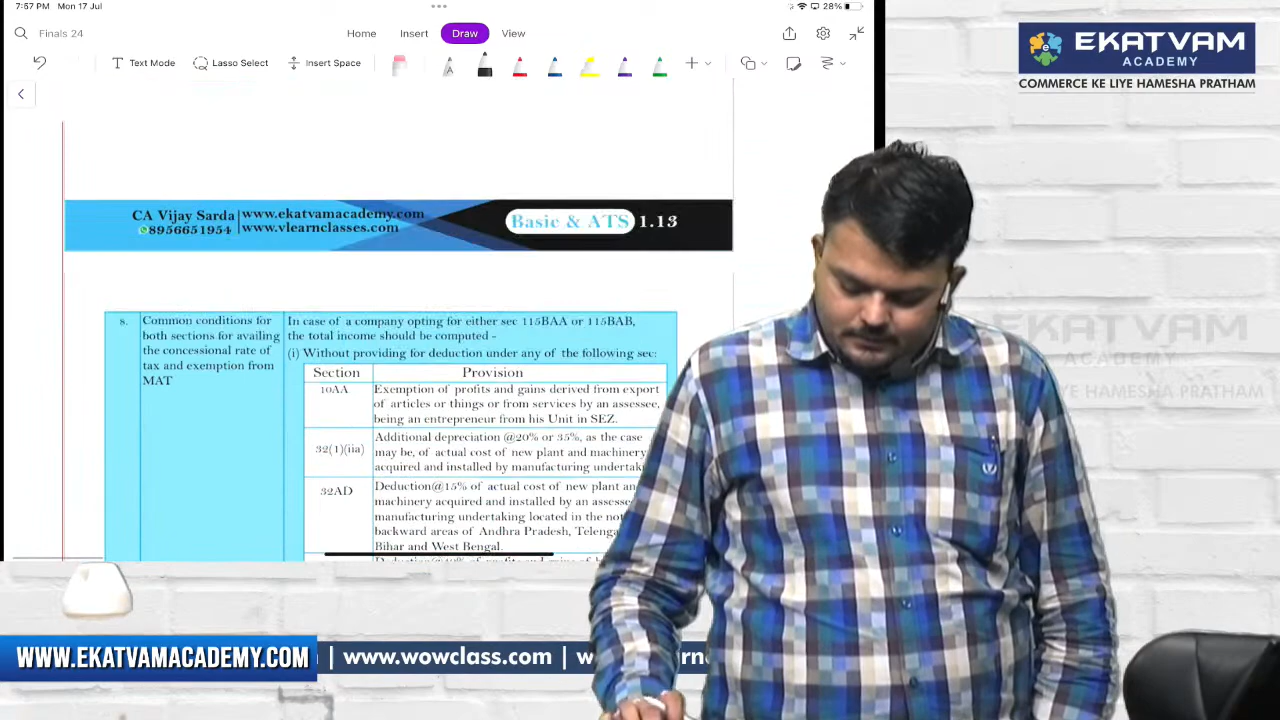 7:57 PM Mon 17 Jul
28%
Finals 24
Home
Insert
Draw
View
Text Mode
Lasso Select
Insert Space
EKATVAM
ACADEMY
COMMERCE KE LIYE HAMESHA PRATHAM
CA Vijay Sarda|www.ekatvamacademy.com
8956651954 |www.vlearnclasses.com
Basic & ATS 1.13
8.
Common conditions for
both sections for availing
the concessional rate of
tax and exemption from
MAT
In case of a company opting for either sec 115BAA or 115BAB,
the total income should be computed -
(i) Without providing for deduction under any of the following sec:
Section
Provision
10AA
Exemption of profits and gains derived from export
of articles or things or from services by an assessee,
being an entrepreneur from his Unit in SEZ.
32(1)(iia)
Additional depreciation @20% or 35%, as the case
may be, of actual cost of new plant and machinery
acquired and installed by manufacturing
32AD
Deduction@15% of actual cost of new plant
machinery acquired and installed by an
manufacturing undertaking located in the
backward areas of Andhra Pradesh,
Bihar and West Bengal.
EKATVAM
ACADEMY
LIYE HAMESHA PRATHAM
WWW.EKATVAMACADEMY.COM
| www.wowclass.com |